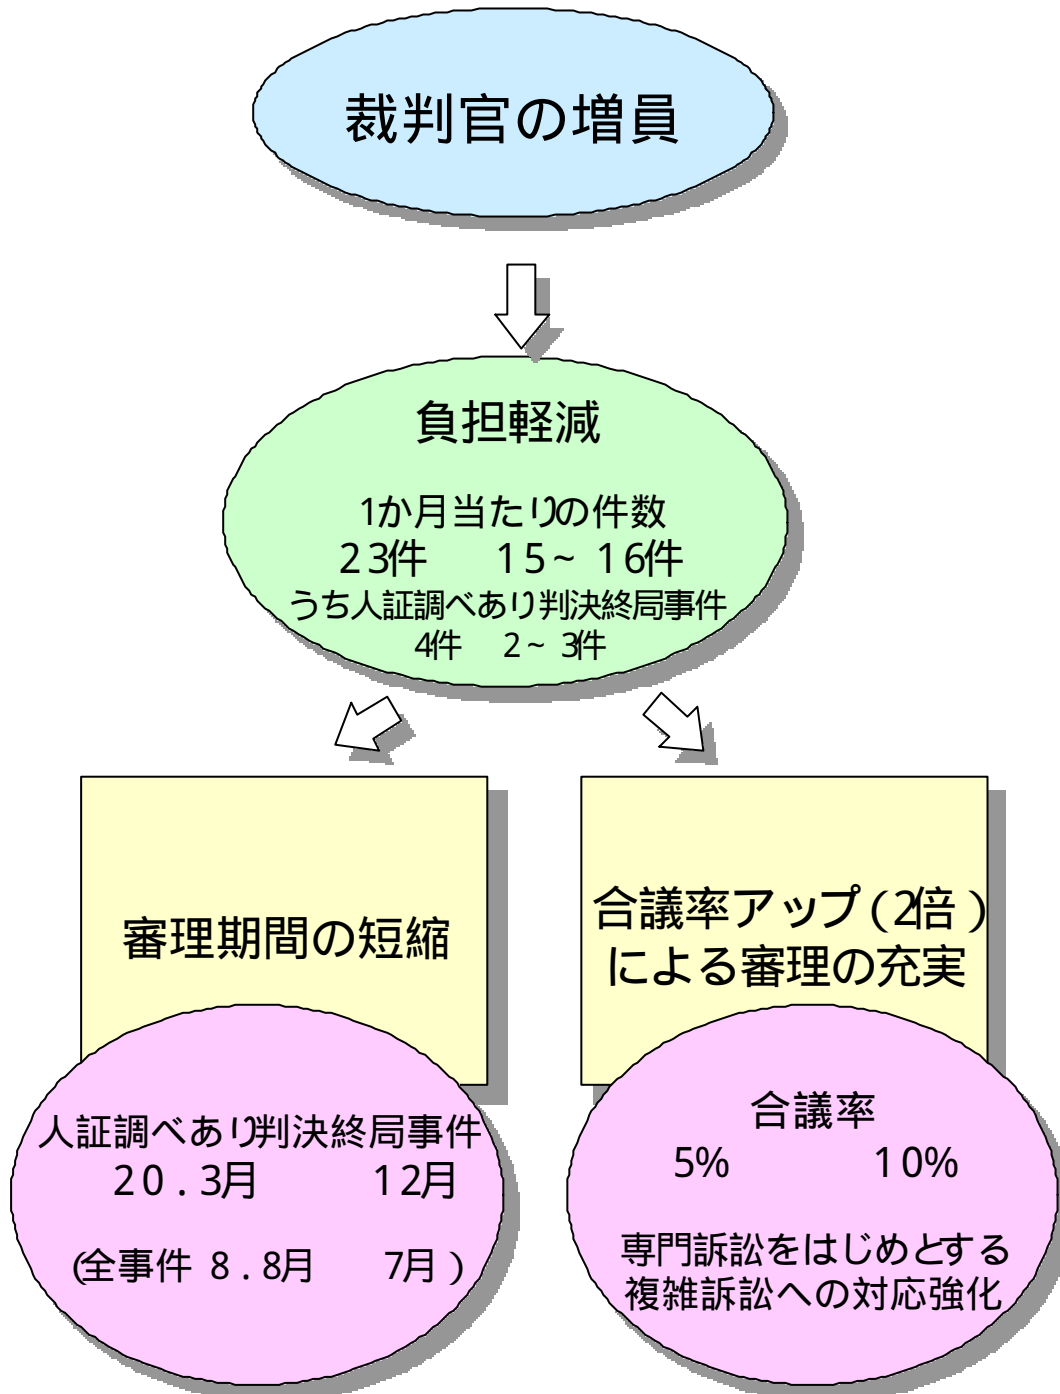 裁判官の増員
負担軽減
1か月当たりの件数
23件　15～16件
うち人証調べあり判決終局事件
4件　2～3件
審理期間の短縮
合議率アップ(2倍)
による審理の充実
人証調べあり判決終局事件
20.3月　12月
(全事件 8.8月　7月)
合議率
5%　10%
専門訴訟をはじめとする
複雑訴訟への対応強化